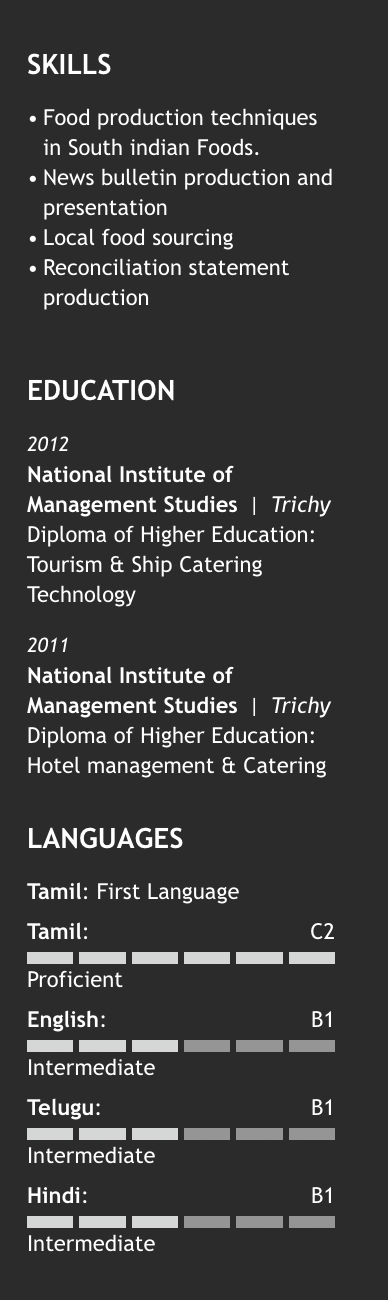 SKILLS
• Food production techniques
in South indian Foods.
• News bulletin production and
presentation
• Local food sourcing
• Reconciliation statement
production
EDUCATION
2012
National Institute of
Management Studies | Trichy
Diploma of Higher Education:
Tourism & Ship Catering
Technology
2011
National Institute of
Management Studies | Trichy
Diploma of Higher Education:
Hotel management & Catering
LANGUAGES
Tamil: First Language
Tamil: C2
Proficient
English: B1
Intermediate
Telugu: B1
Intermediate
Hindi: B1
Intermediate